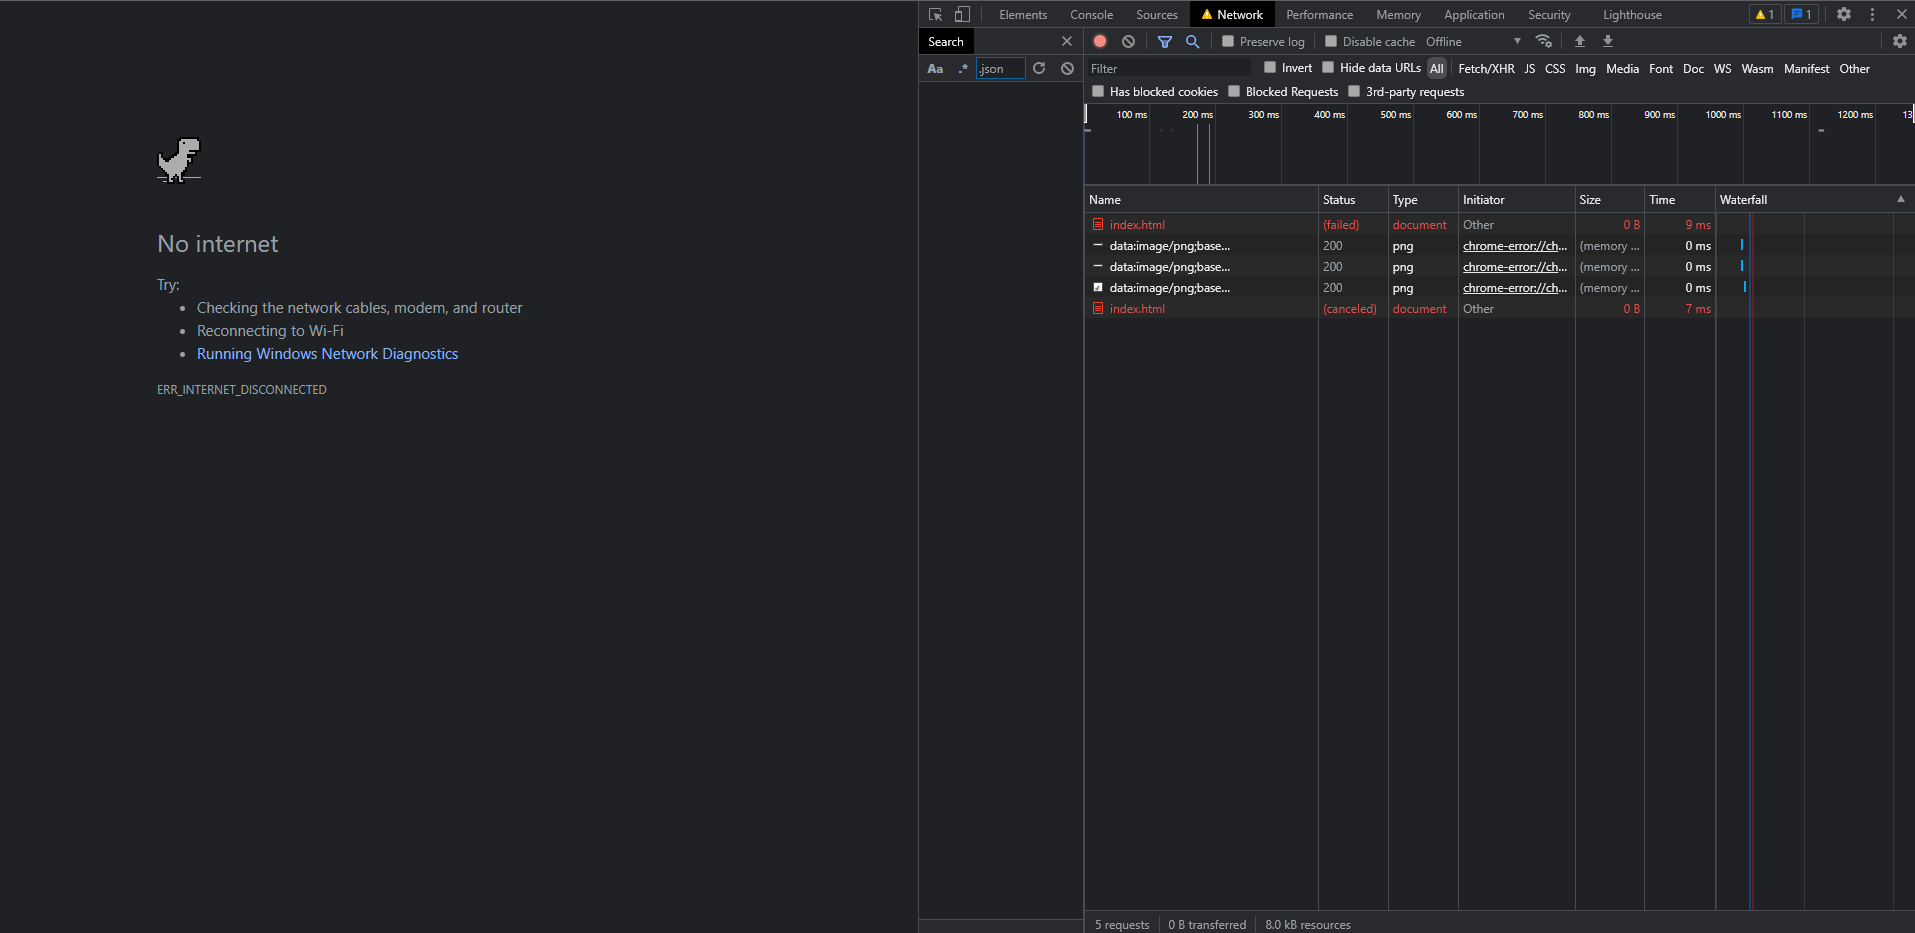 No internet
Try:
Checking the network cables, modem, and router
Reconnecting to Wi-Fi
Running Windows Network Diagnostics
ERR_INTERNET_DISCONNECTED
Elements Console Sources Network Performance Memory Application Security Lighthouse 1 1
Search
Aa .* .json
Preserve log Disable cache Offline
Filter Invert Hide data URLs All Fetch/XHR JS CSS Img Media Font Doc WS Wasm Manifest Other
Has blocked cookies Blocked Requests 3rd-party requests
100 ms 200 ms 300 ms 400 ms 500 ms 600 ms 700 ms 800 ms 900 ms 1000 ms 1100 ms 1200 ms 13
Name Status Type Initiator Size Time Waterfall
index.html (failed) document Other 0 B 9 ms
data:image/png;base... 200 png chrome-error://ch... (memory ... 0 ms
data:image/png;base... 200 png chrome-error://ch... (memory ... 0 ms
data:image/png;base... 200 png chrome-error://ch... (memory ... 0 ms
index.html (canceled) document Other 0 B 7 ms
5 requests 0 B transferred 8.0 kB resources